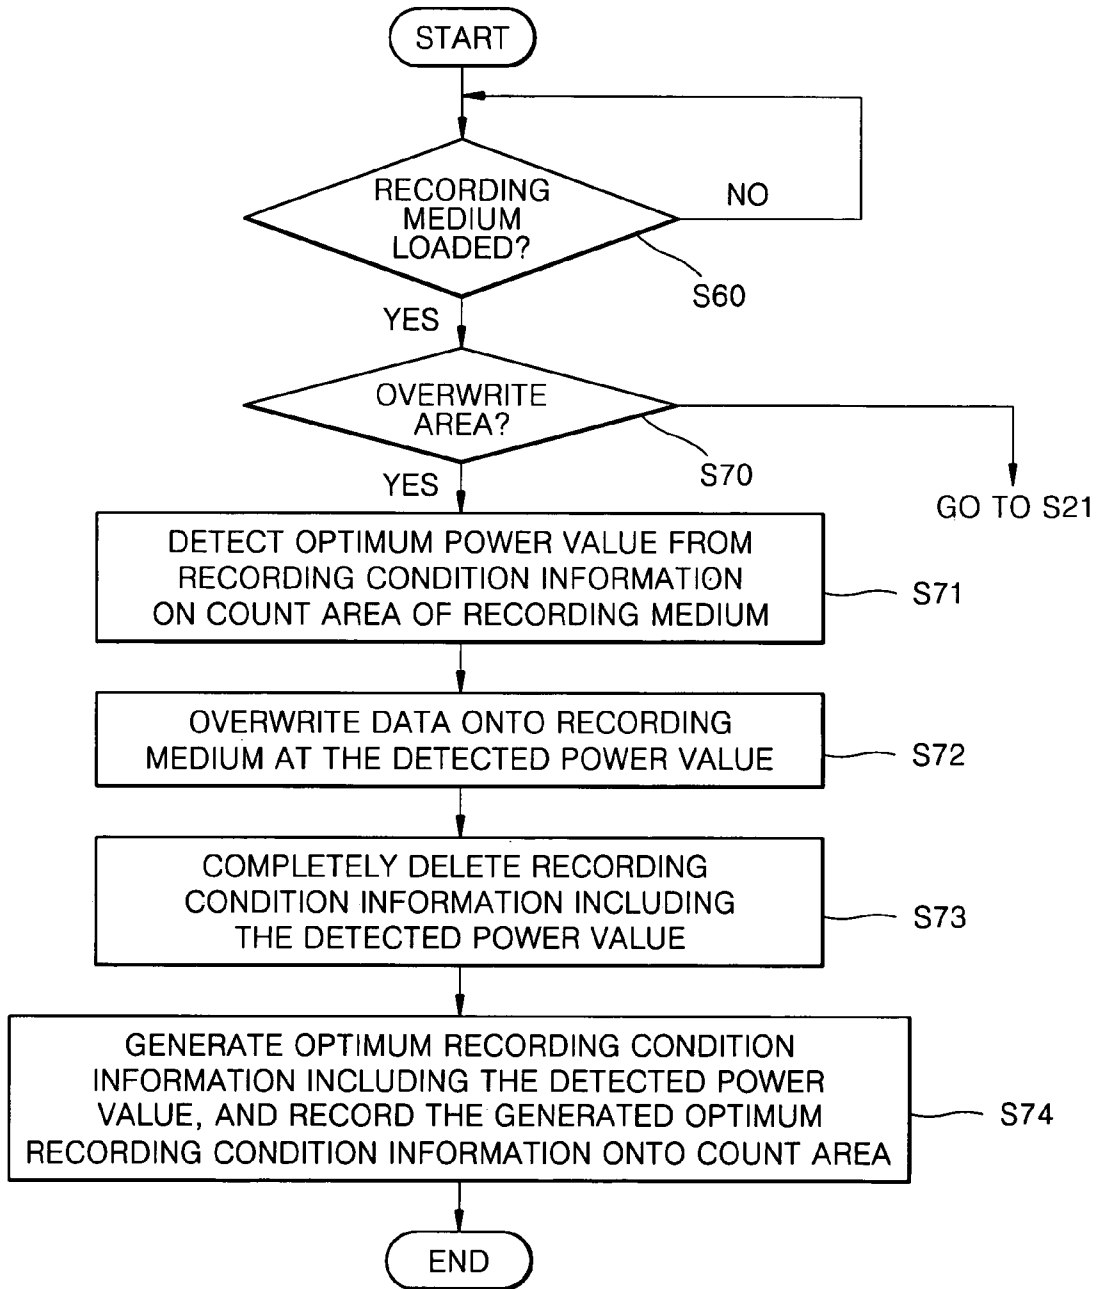 START
RECORDING
MEDIUM
LOADED?
NO
S60
YES
OVERWRITE
AREA?
S70
YES
GO TO S21
DETECT OPTIMUM POWER VALUE FROM
RECORDING CONDITION INFORMATION
ON COUNT AREA OF RECORDING MEDIUM
S71
OVERWRITE DATA ONTO RECORDING
MEDIUM AT THE DETECTED POWER VALUE
S72
COMPLETELY DELETE RECORDING
CONDITION INFORMATION INCLUDING
THE DETECTED POWER VALUE
S73
GENERATE OPTIMUM RECORDING CONDITION
INFORMATION INCLUDING THE DETECTED POWER
VALUE, AND RECORD THE GENERATED OPTIMUM
RECORDING CONDITION INFORMATION ONTO COUNT AREA
S74
END